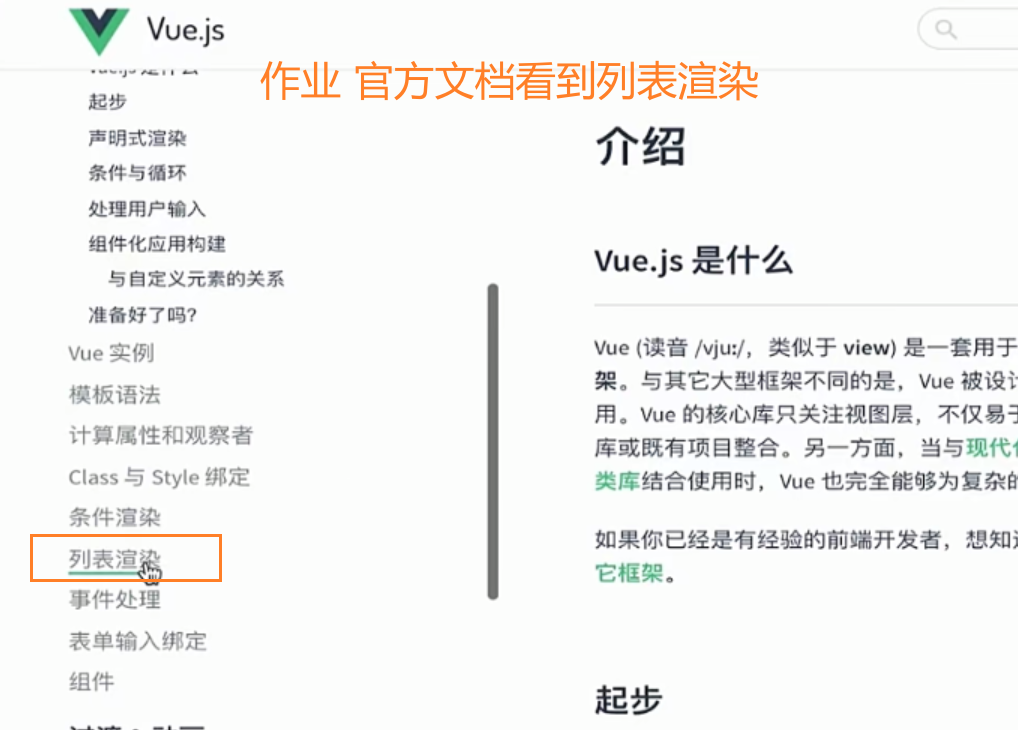 Vue.js
作业 官方文档看到列表渲染
Vue.js 是什么
起步
声明式渲染
条件与循环
处理用户输入
组件化应用构建
与自定义元素的关系
准备好了吗?
Vue 实例
模板语法
计算属性和观察者
Class 与 Style 绑定
条件渲染
列表渲染
事件处理
表单输入绑定
组件
介绍
Vue.js 是什么
Vue (读音 /vjuː/，类似于 view) 是一套用于
架。与其它大型框架不同的是，Vue 被设计
用。Vue 的核心库只关注视图层，不仅易于
库或既有项目整合。另一方面，当与现代化
类库结合使用时，Vue 也完全能够为复杂的
如果你已经是有经验的前端开发者，想知道
它框架。
起步